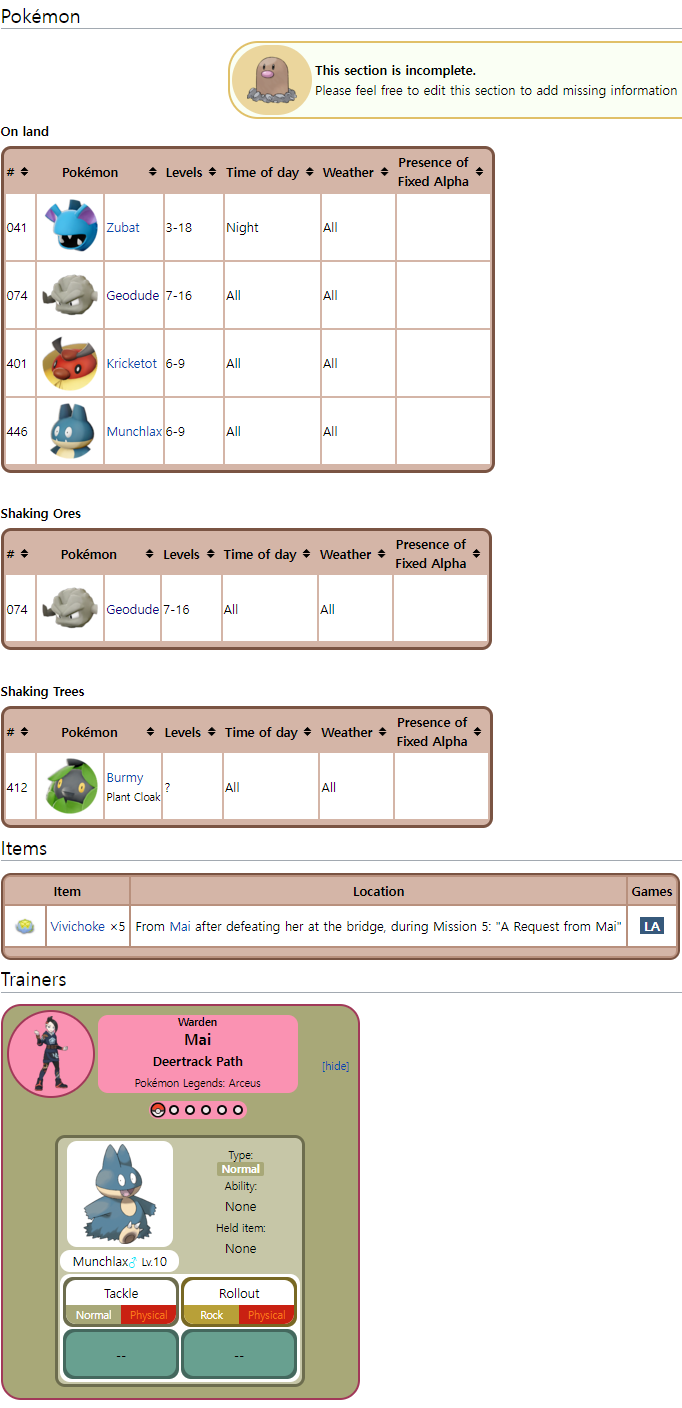 Pokémon
This section is incomplete.
Please feel free to edit this section to add missing information
On land
# Pokémon Levels Time of day Weather Presence of Fixed Alpha
041 Zubat 3-18 Night All
074 Geodude 7-16 All All
401 Kricketot 6-9 All All
446 Munchlax 6-9 All All
Shaking Ores
# Pokémon Levels Time of day Weather Presence of Fixed Alpha
074 Geodude 7-16 All All
Shaking Trees
# Pokémon Levels Time of day Weather Presence of Fixed Alpha
412 Burmy Plant Cloak ? All All
Items
Item Location Games
Vivichoke ×5 From Mai after defeating her at the bridge, during Mission 5: "A Request from Mai" LA
Trainers
Warden
Mai
Deertrack Path
Pokémon Legends: Arceus
[hide]
Type:
Normal
Ability:
None
Held item:
None
Munchlax♂ Lv.10
Tackle
Normal Physical
Rollout
Rock Physical
-- --